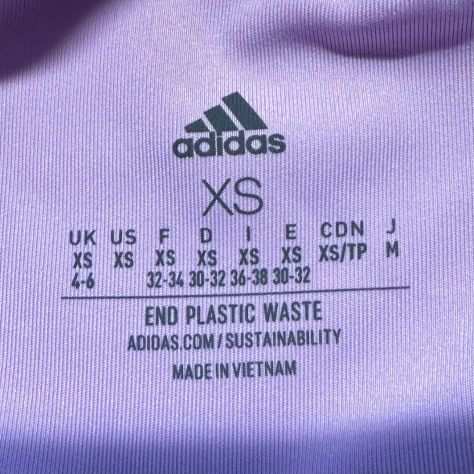 adidas
XS
UK US F D I E CDN J
XS XS XS XS XS XS XS/TP M
4-6 32-34 30-32 36-38 30-32
END PLASTIC WASTE
ADIDAS.COM/SUSTAINABILITY
MADE IN VIETNAM